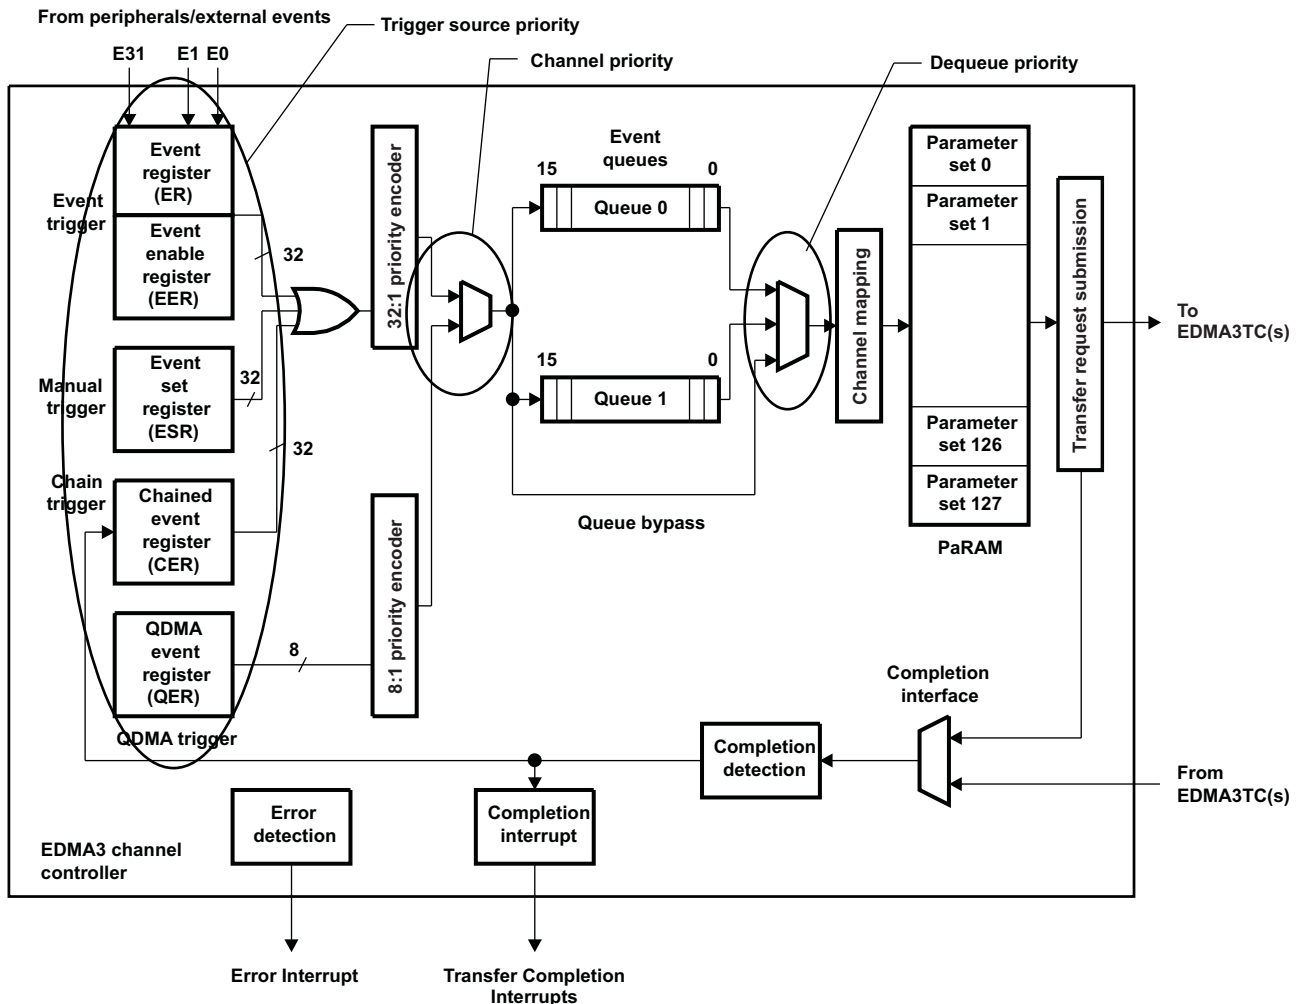 From peripherals/external events
Trigger source priority
Channel priority
Dequeue priority
E31
E1
E0
Event
register
(ER)
Event
trigger
Event
enable
register
(EER)
32
Manual
trigger
Event
set
register
(ESR)
32
32
Chain
trigger
Chained
event
register
(CER)
QDMA
event
register
(QER)
8
QDMA trigger
32:1 priority encoder
8:1 priority encoder
Event
queues
15
0
Queue 0
15
0
Queue 1
Queue bypass
Channel mapping
Parameter
set 0
Parameter
set 1
Parameter
set 126
Parameter
set 127
PaRAM
Transfer request submission
To
EDMA3TC(s)
Completion
interface
From
EDMA3TC(s)
Completion
detection
Error
detection
Completion
interrupt
EDMA3 channel
controller
Error Interrupt
Transfer Completion
Interrupts